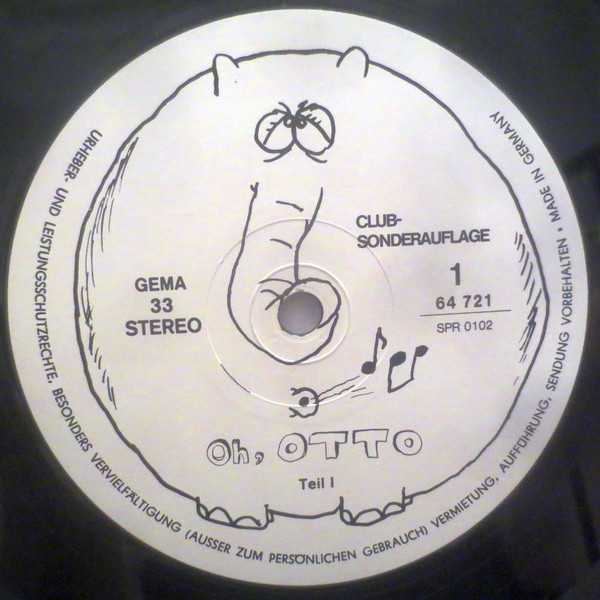 GEMA
33
STEREO
CLUB-
SONDERAUFLAGE
1
64 721
SPR 0102
Oh, OTTO
Teil I
URHEBER- UND LEISTUNGSSCHUTZRECHTE, BESONDERS VERVIELFÄLTIGUNG (AUSSER ZUM PERSÖNLICHEN GEBRAUCH) VERMIETUNG, AUFFÜHRUNG, SENDUNG VORBEHALTEN • MADE IN GERMANY